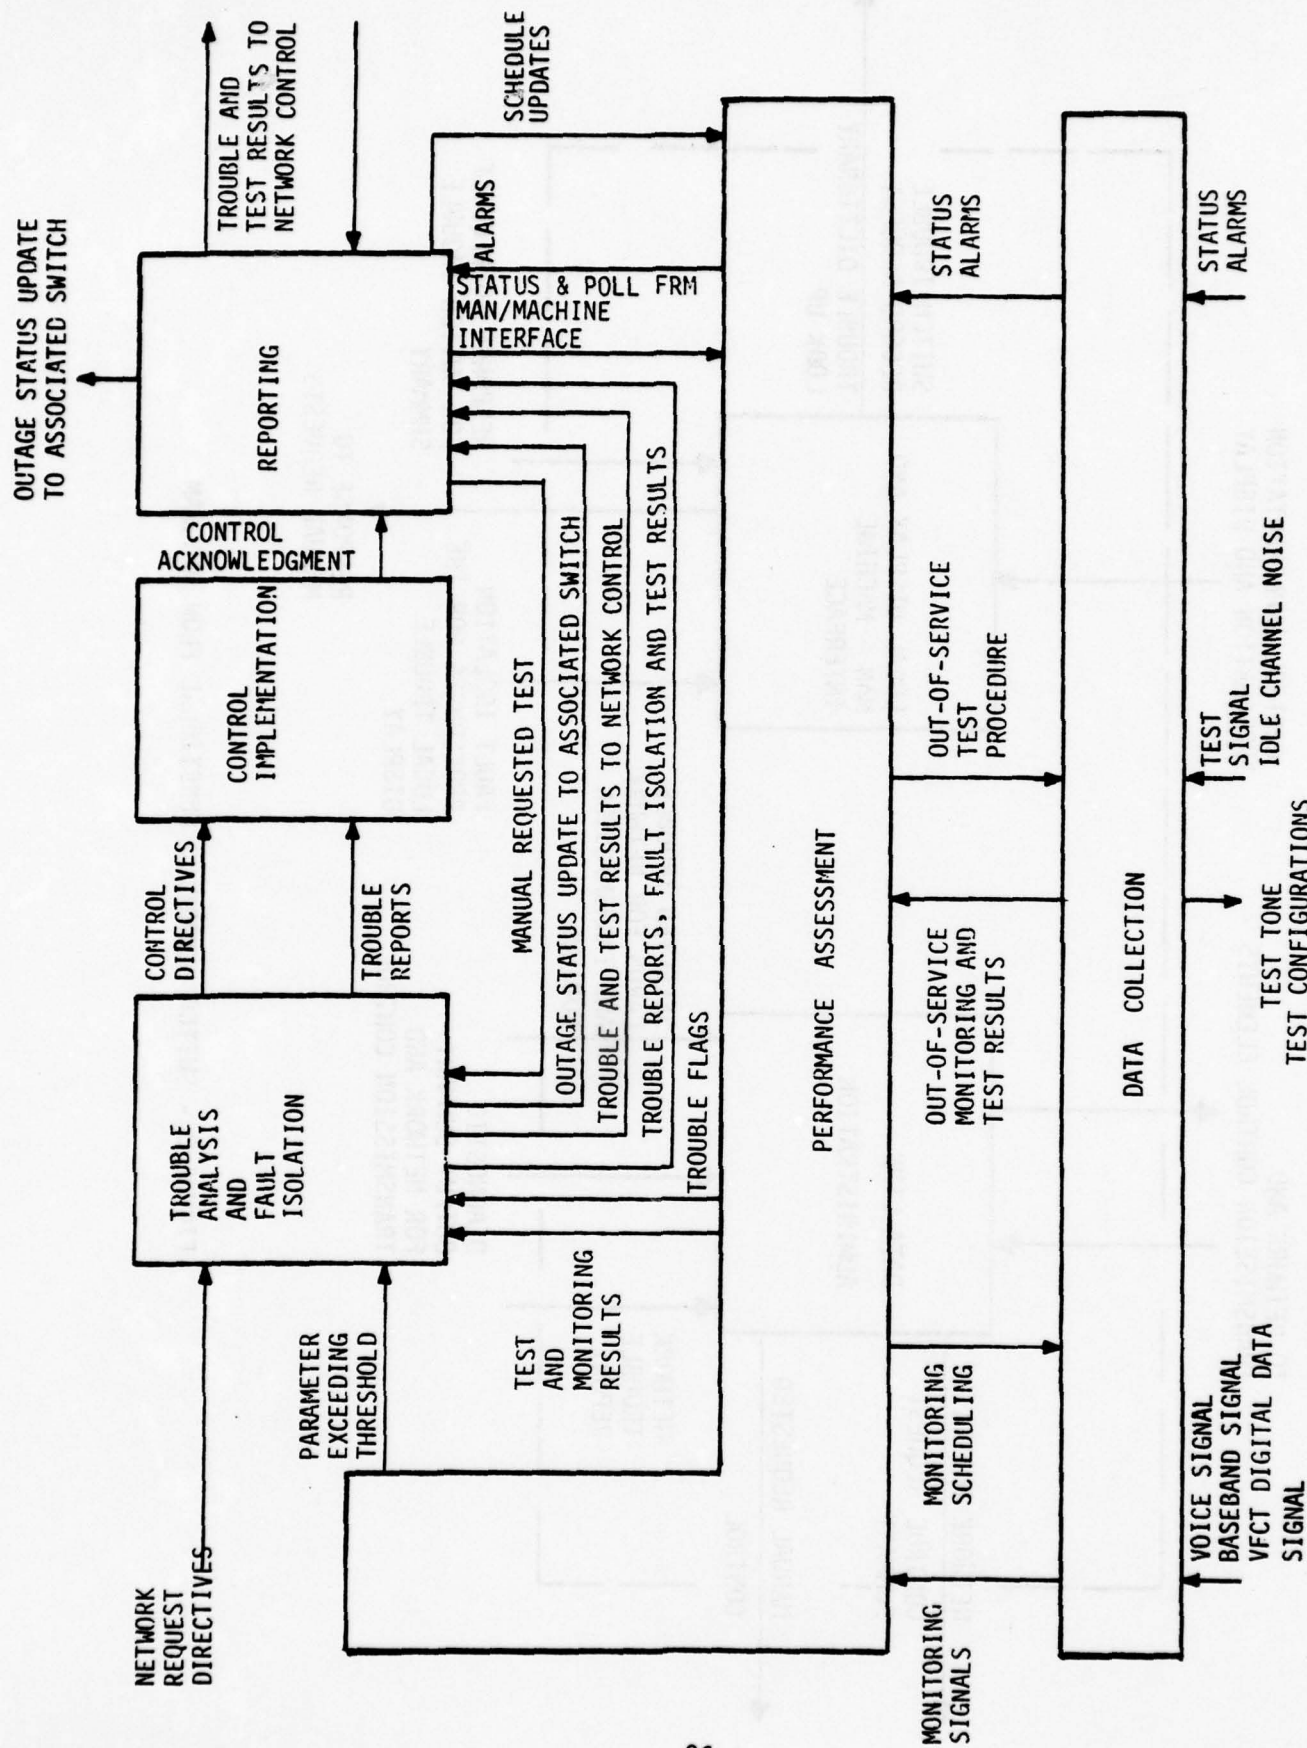 OUTAGE STATUS UPDATE
TO ASSOCIATED SWITCH
TROUBLE AND
TEST RESULTS TO
NETWORK CONTROL
NETWORK
REQUEST
DIRECTIVES
TROUBLE
ANALYSIS
AND
FAULT
ISOLATION
CONTROL
DIRECTIVES
TROUBLE
REPORTS
CONTROL
IMPLEMENTATION
CONTROL
ACKNOWLEDGMENT
REPORTING
PARAMETER
EXCEEDING
THRESHOLD
SCHEDULE
UPDATES
ALARMS
STATUS & POLL FRM
MAN/MACHINE
INTERFACE
MANUAL REQUESTED TEST
OUTAGE STATUS UPDATE TO ASSOCIATED SWITCH
TROUBLE AND TEST RESULTS TO NETWORK CONTROL
TROUBLE REPORTS, FAULT ISOLATION AND TEST RESULTS
TROUBLE FLAGS
TEST
AND
MONITORING
RESULTS
PERFORMANCE ASSESSMENT
MONITORING
SIGNALS
MONITORING
SCHEDULING
OUT-OF-SERVICE
MONITORING AND
TEST RESULTS
OUT-OF-SERVICE
TEST
PROCEDURE
STATUS
ALARMS
DATA COLLECTION
VOICE SIGNAL
BASEBAND SIGNAL
VFCT DIGITAL DATA
SIGNAL
TEST TONE
TEST CONFIGURATIONS
TEST
SIGNAL
IDLE CHANNEL NOISE
STATUS
ALARMS